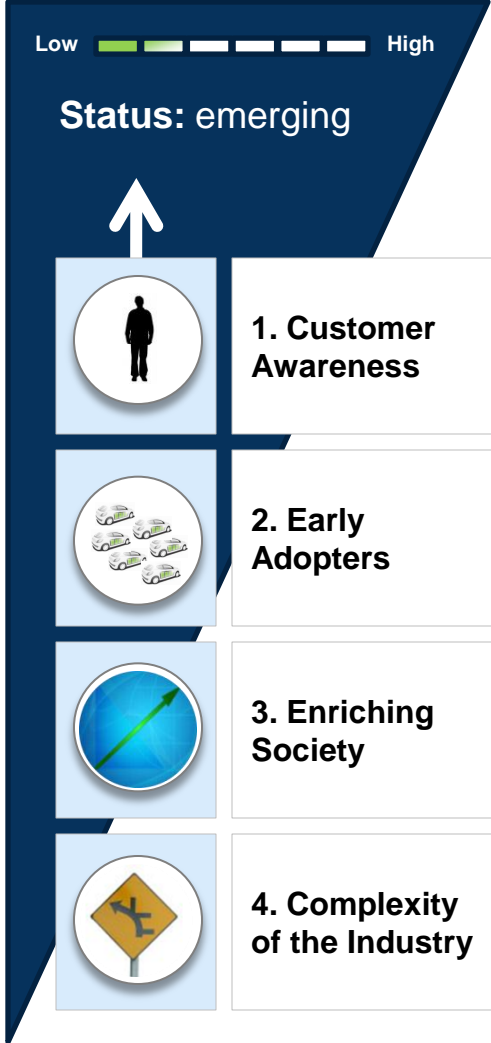 Low High
Status: emerging
1. Customer
Awareness
2. Early
Adopters
3. Enriching
Society
4. Complexity
of the Industry